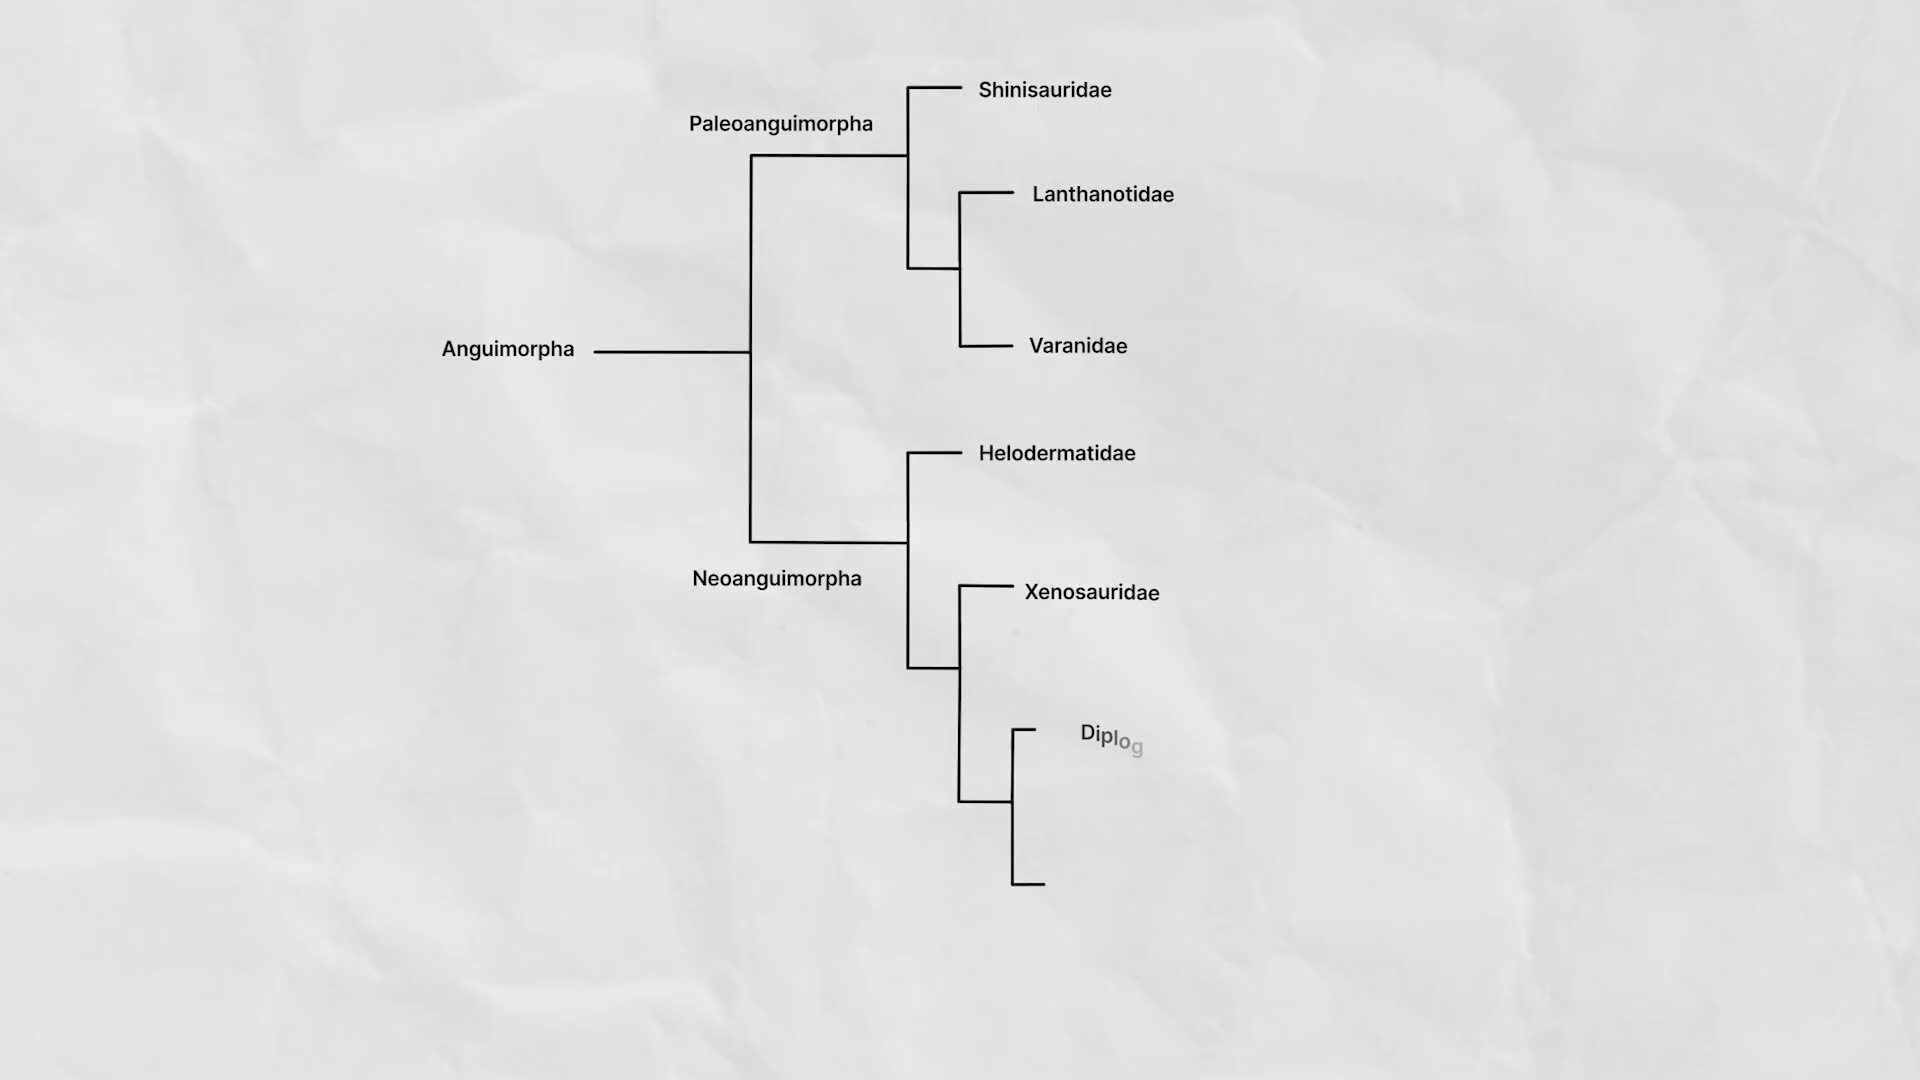 Shinisauridae
Paleoanguimorpha
Lanthanotidae
Varanidae
Anguimorpha
Helodermatidae
Neoanguimorpha
Xenosauridae
Diplog